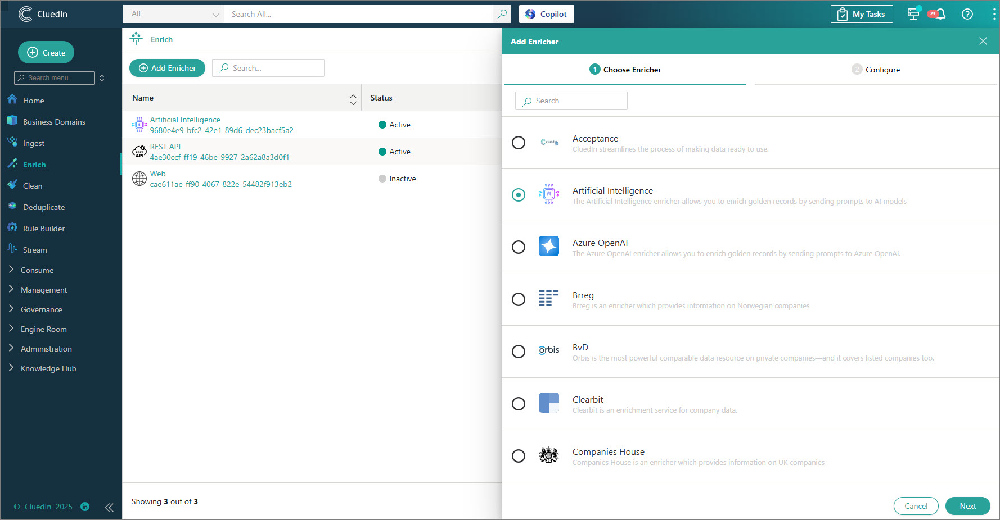 CluedIn
All
Search All...
Copilot
My Tasks
23
Create
Search menu
Home
Business Domains
Ingest
Enrich
Clean
Deduplicate
Rule Builder
Stream
Consume
Management
Governance
Engine Room
Administration
Knowledge Hub
© CluedIn 2025
in
Enrich
Add Enricher
Search...
Name
Status
AI
Artificial Intelligence
9680e4e9-bfc2-42e1-89d6-dec23bacf5a2
Active
REST
API
REST API
4ae30ccf-ff19-46be-9927-2a62a8a3d0f1
Active
Web
cae611ae-ff90-4067-822e-54482f913eb2
Inactive
Showing 3 out of 3
Add Enricher
1 Choose Enricher
2 Configure
Search
CluedIn
Acceptance
CluedIn streamlines the process of making data ready to use.
AI
Artificial Intelligence
The Artificial Intelligence enricher allows you to enrich golden records by sending prompts to AI models
Azure OpenAI
The Azure OpenAI enricher allows you to enrich golden records by sending prompts to Azure OpenAI.
Brreg
Brreg is an enricher which provides information on Norwegian companies
orbis
BvD
Orbis is the most powerful comparable data resource on private companies—and it covers listed companies too.
Clearbit
Clearbit is an enrichment service for company data.
Companies House
Companies House is an enricher which provides information on UK companies
Cancel
Next